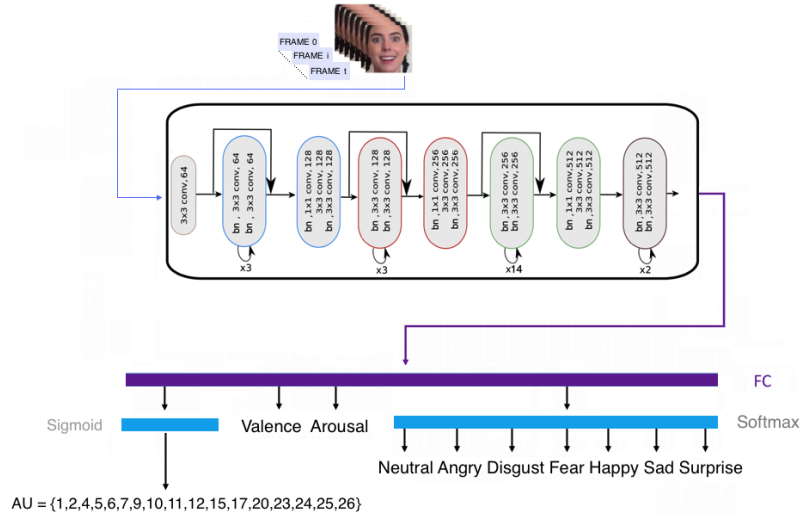 FRAME 0
FRAME i
FRAME t
3x3 conv, 64
bn , 3x3 conv, 64
bn , 3x3 conv, 64
x3
bn ,1x1 conv, 128
3x3 conv, 128
bn ,3x3 conv, 128
bn ,3x3 conv, 128
bn ,3x3 conv, 128
x3
bn ,1x1 conv,256
3x3 conv, 256
bn ,3x3 conv,256
bn ,3x3 conv, 256
bn ,3x3 conv, 256
x14
bn ,1x1 conv,512
3x3 conv, 512
bn ,3x3 conv,512
bn ,3x3 conv,512
bn ,3x3 conv,512
x2
FC
Sigmoid
Valence Arousal
Softmax
Neutral Angry Disgust Fear Happy Sad Surprise
AU = {1,2,4,5,6,7,9,10,11,12,15,17,20,23,24,25,26}